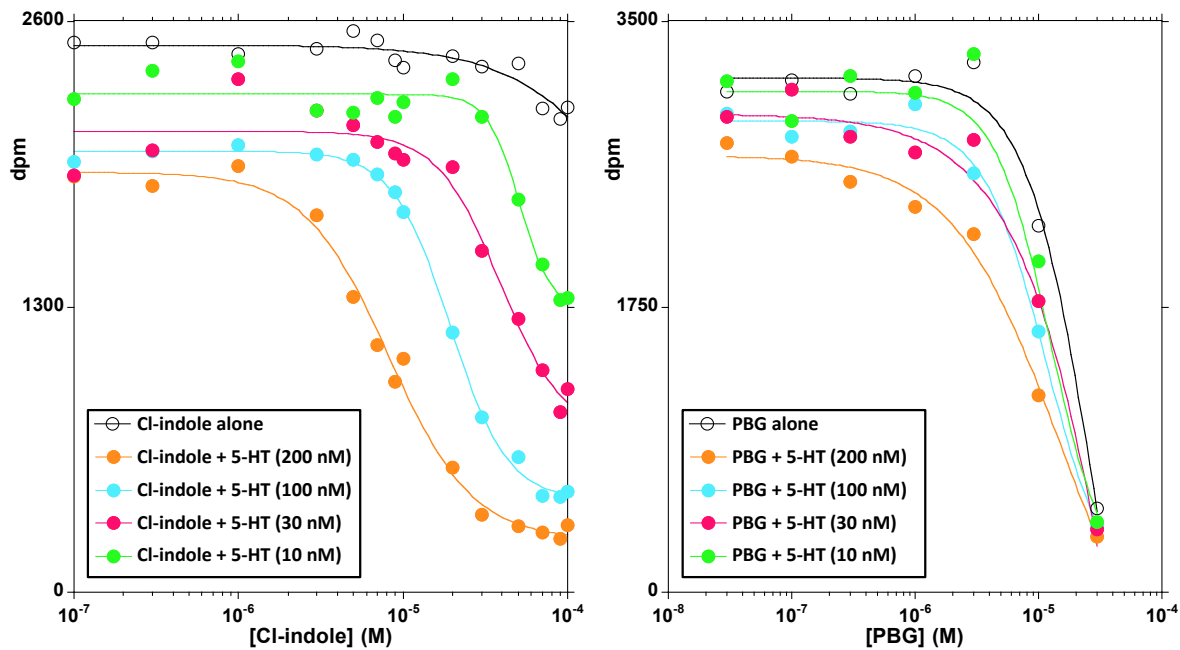 2600
1300
0
dpm
10-7
10-6
10-5
10-4
[Cl-indole] (M)
Cl-indole alone
Cl-indole + 5-HT (200 nM)
Cl-indole + 5-HT (100 nM)
Cl-indole + 5-HT (30 nM)
Cl-indole + 5-HT (10 nM)
3500
1750
0
dpm
10-8
10-7
10-6
10-5
10-4
[PBG] (M)
PBG alone
PBG + 5-HT (200 nM)
PBG + 5-HT (100 nM)
PBG + 5-HT (30 nM)
PBG + 5-HT (10 nM)